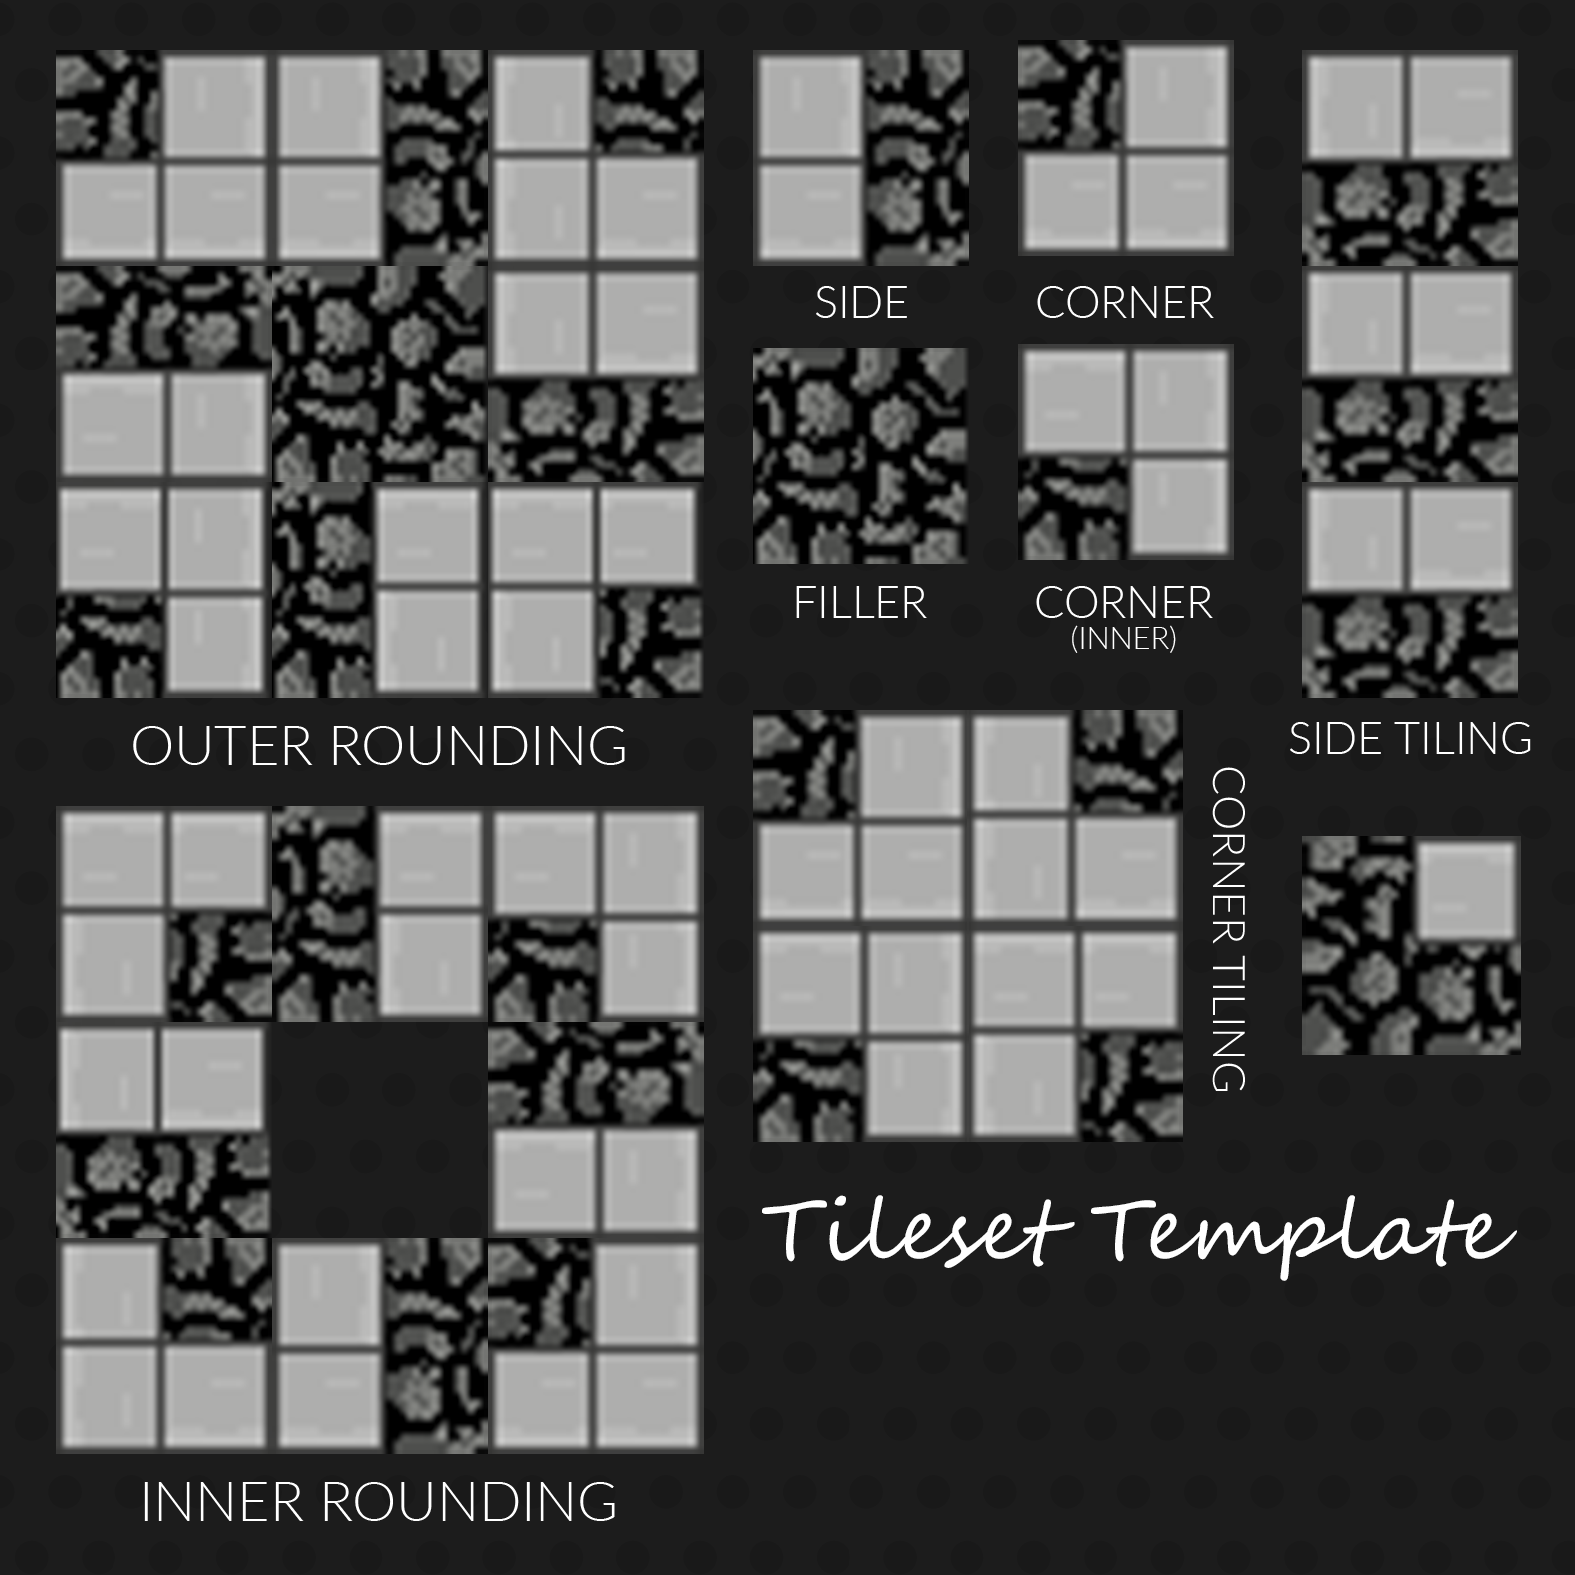 SIDE
CORNER
FILLER
CORNER
(INNER)
OUTER ROUNDING
SIDE TILING
CORNER TILING
Tileset Template
INNER ROUNDING